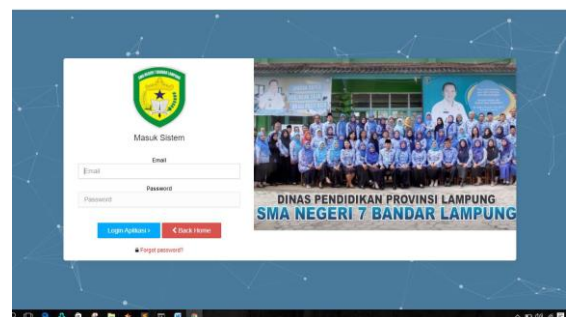 Masuk Sistem
Email
Email
Password
Password
Login Aplikasi >
< Back Home
Forgot password?
DINAS PENDIDIKAN PROVINSI LAMPUNG
SMA NEGERI 7 BANDAR LAMPUNG